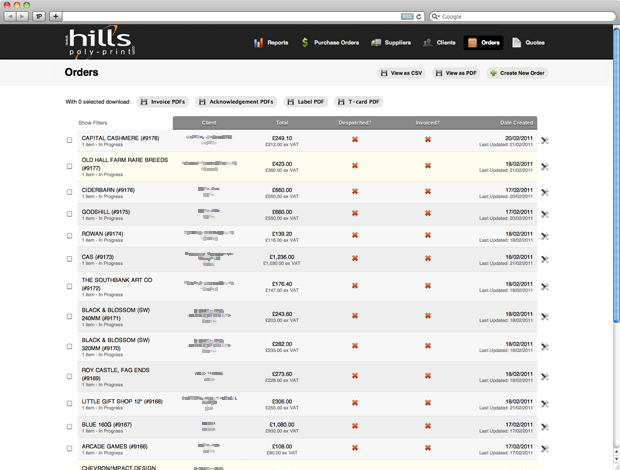 RSS
Google
hills
poly-print
Reports
Purchase Orders
Suppliers
Clients
Orders
Quotes
Orders
View as CSV
View as PDF
Create New Order
With 0 selected download:
Invoice PDFs
Acknowledgement PDFs
Label PDF
T-card PDF
Show Filters
Client
Total
Despatched?
Invoiced?
Date Created
CAPITAL CASHMERE (#9178)
£249.10
20/02/2011
1 item - In Progress
£212.00 ex VAT
Last Updated: 21/02/2011
OLD HALL FARM RARE BREEDS
(#9177)
£423.00
18/02/2011
1 item - In Progress
£360.00 ex VAT
Last Updated: 21/02/2011
CIDERBARN (#9176)
£660.00
17/02/2011
1 item - In Progress
£550.00 ex VAT
Last Updated: 20/02/2011
GODSHILL (#9175)
£660.00
17/02/2011
1 item - In Progress
£550.00 ex VAT
Last Updated: 20/02/2011
ROWAN (#9174)
£139.20
18/02/2011
1 item - In Progress
£116.00 ex VAT
Last Updated: 18/02/2011
CAS (#9173)
£1,236.00
18/02/2011
1 item - In Progress
£1,030.00 ex VAT
Last Updated: 21/02/2011
THE SOUTHBANK ART CO
(#9172)
£176.40
18/02/2011
1 item - In Progress
£147.00 ex VAT
Last Updated: 18/02/2011
BLACK & BLOSSOM (SW)
240MM (#9171)
£243.60
18/02/2011
1 item - In Progress
£203.00 ex VAT
Last Updated: 18/02/2011
BLACK & BLOSSOM (SW)
320MM (#9170)
£282.00
18/02/2011
1 item - In Progress
£235.00 ex VAT
Last Updated: 18/02/2011
ROY CASTLE, FAG ENDS
(#9169)
£273.60
18/02/2011
1 item - In Progress
£228.00 ex VAT
Last Updated: 18/02/2011
LITTLE GIFT SHOP 12" (#9168)
£306.00
18/02/2011
1 item - In Progress
£255.00 ex VAT
Last Updated: 21/02/2011
BLUE 160G (#9167)
£1,080.00
17/02/2011
1 item - In Progress
£900.00 ex VAT
Last Updated: 17/02/2011
ARCADE GAMES (#9166)
£108.00
17/02/2011
1 item - In Progress
£90.00 ex VAT
Last Updated: 17/02/2011
CHEVRON/IMPACT DESIGN